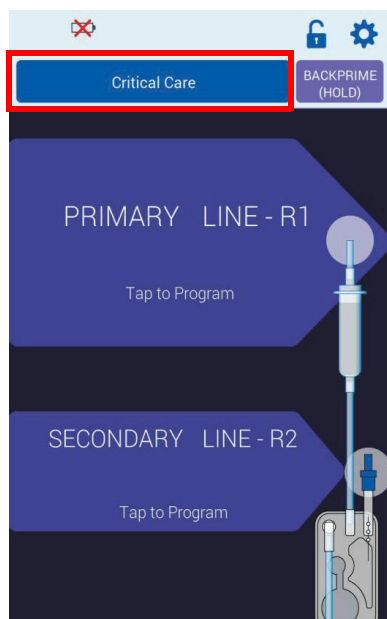 Critical Care
BACKPRIME
(HOLD)
PRIMARY LINE - R1
Tap to Program
SECONDARY LINE - R2
Tap to Program